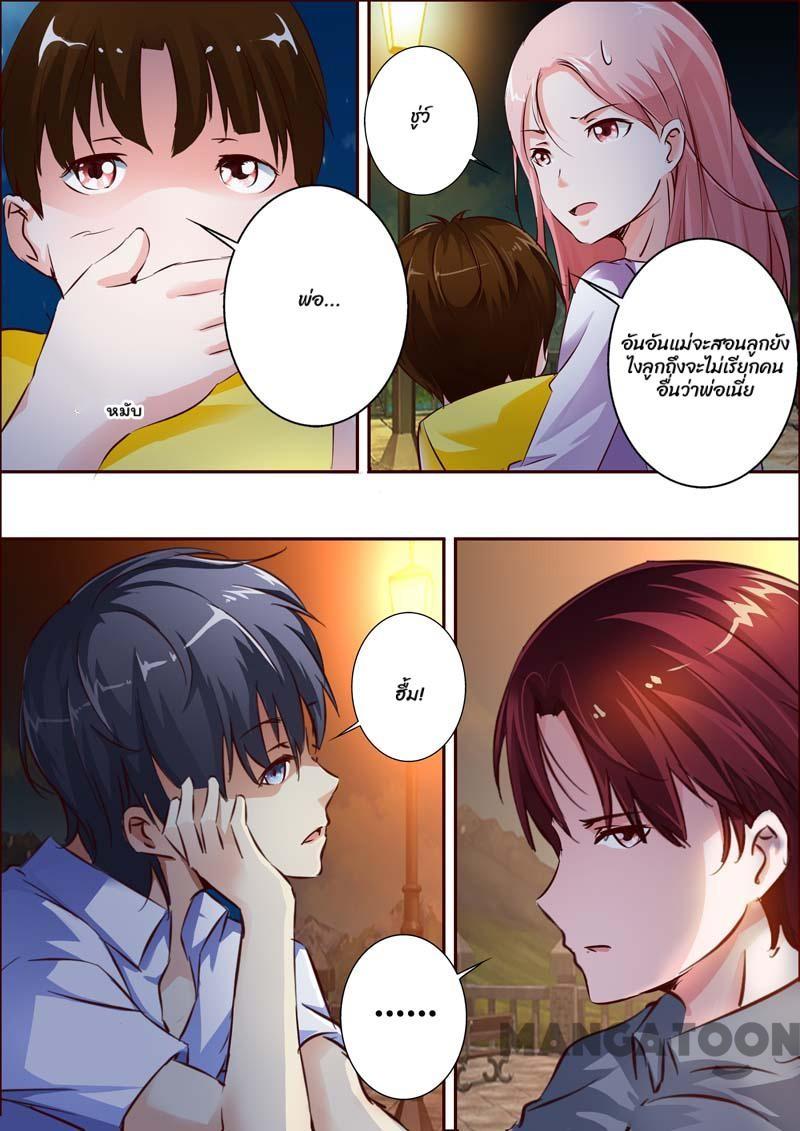 พ่อ...
หมับ
ชู่ว์
อันอันแม่จะสอนลูกยัง
ไงลูกถึงจะไม่เรียกคน
อื่นว่าพ่อเนี่ย
ฮึ้ม!
......
MANGATOON